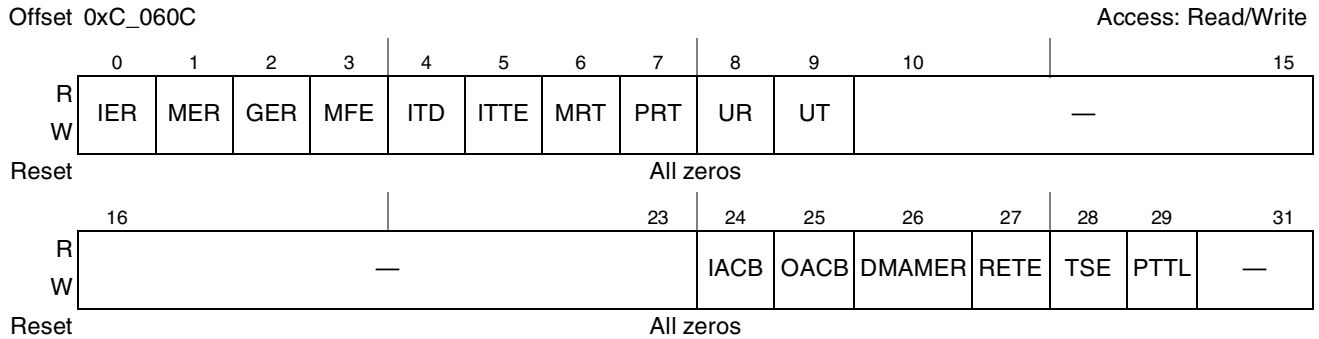 Offset 0xC_060C Access: Read/Write
0 1 2 3 4 5 6 7 8 9 10 15
R
W
IER MER GER MFE ITD ITTE MRT PRT UR UT —
Reset All zeros
16 23 24 25 26 27 28 29 31
R
W
— IACB OACB DMAMER RETE TSE PTTL —
Reset All zeros